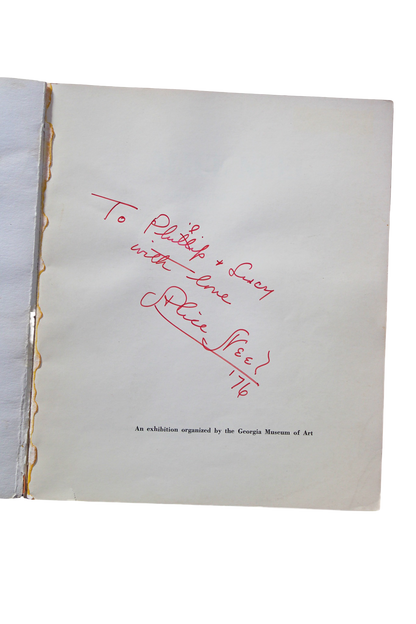 To Phillip + Lucy
with love
Alice Neel
'76
An exhibition organized by the Georgia Museum of Art